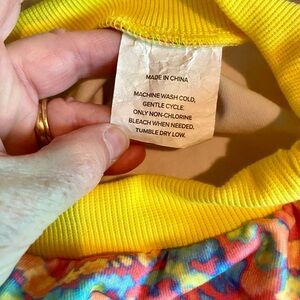 MADE IN CHINA
MACHINE WASH COLD,
GENTLE CYCLE.
ONLY NON-CHLORINE
BLEACH WHEN NEEDED.
TUMBLE DRY LOW.